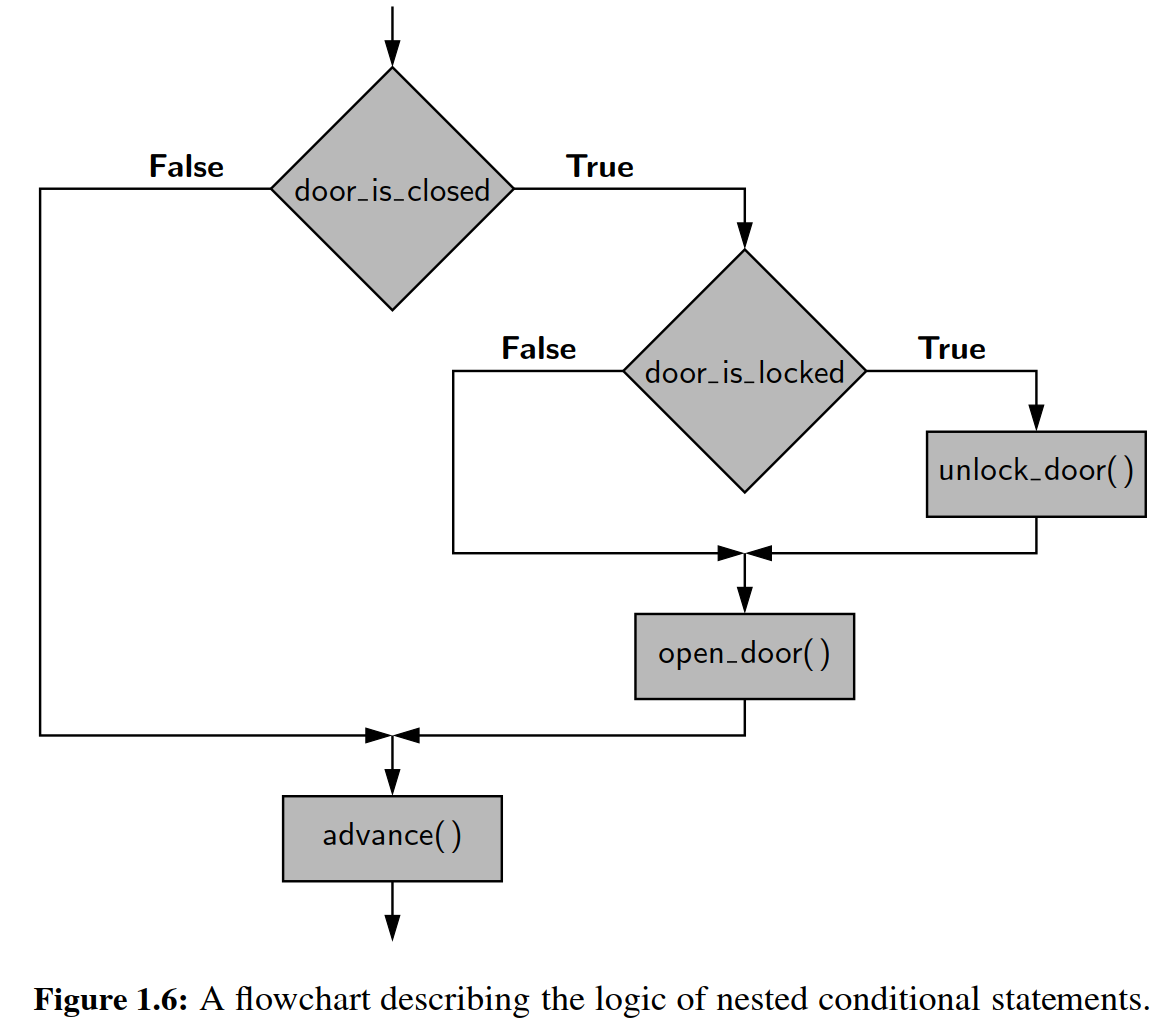 False
True
door_is_closed
False
True
door_is_locked
unlock_door()
open_door()
advance()
Figure 1.6: A flowchart describing the logic of nested conditional statements.